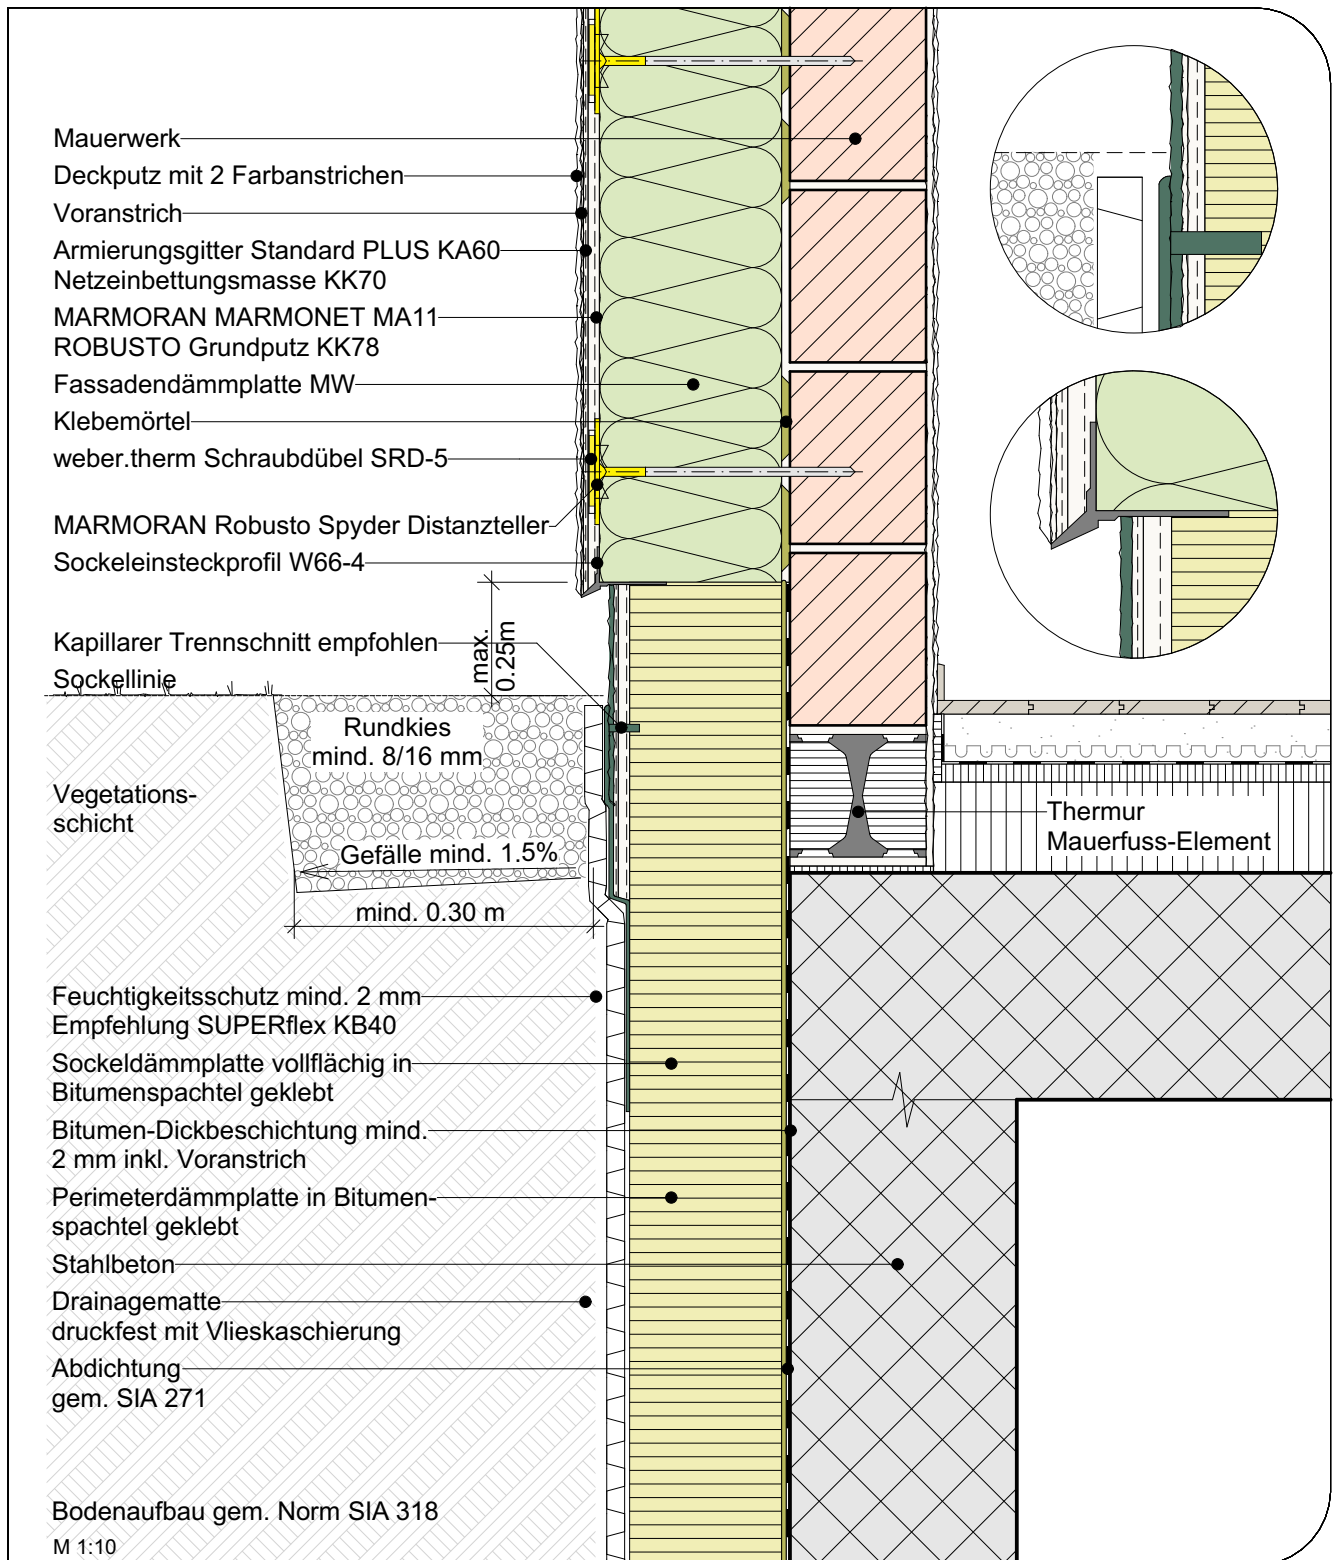 Mauerwerk
Deckputz mit 2 Farbanstrichen
Voranstrich
Armierungsgitter Standard PLUS KA60
Netzeinbettungsmasse KK70
MARMORAN MARMONET MA11
ROBUSTO Grundputz KK78
Fassadendämmplatte MW
Klebemörtel
weber.therm Schraubdübel SRD-5
MARMORAN Robusto Spyder Distanzteller
Sockeleinsteckprofil W66-4
max.
0.25m
Kapillarer Trennschnitt empfohlen
Sockellinie
Rundkies
mind. 8/16 mm
Vegetations-
schicht
Thermur
Mauerfuss-Element
Gefälle mind. 1.5%
mind. 0.30 m
Feuchtigkeitsschutz mind. 2 mm
Empfehlung SUPERflex KB40
Sockeldämmplatte vollflächig in
Bitumenspachtel geklebt
Bitumen-Dickbeschichtung mind.
2 mm inkl. Voranstrich
Perimeterdämmplatte in Bitumen-
spachtel geklebt
Stahlbeton
Drainagematte
druckfest mit Vlieskaschierung
Abdichtung
gem. SIA 271
Bodenaufbau gem. Norm SIA 318
M 1:10